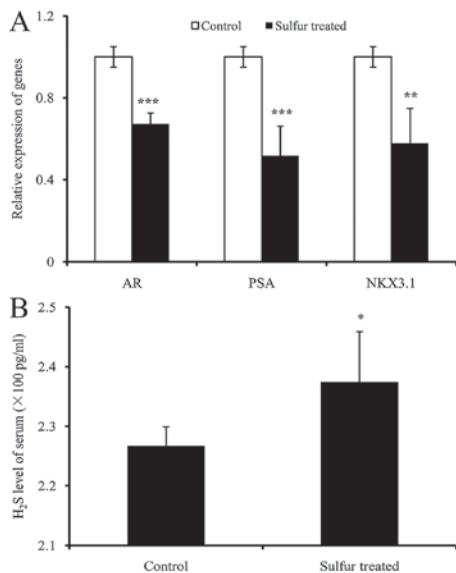 A
Control
Sulfur treated
Relative expression of genes
1.2
0.8
0.4
0
***
***
**
AR
PSA
NKX3.1
B
H₂S level of serum (×100 pg/ml)
2.5
2.4
2.3
2.2
2.1
*
Control
Sulfur treated